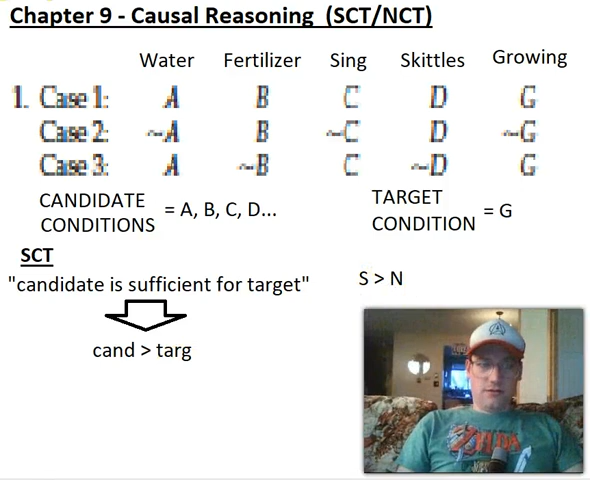 Chapter 9 - Causal Reasoning (SCT/NCT)
Water Fertilizer Sing Skittles Growing
1. Case 1: A B C D G
Case 2: ~A B ~C D ~G
Case 3: A ~B C ~D G
CANDIDATE
CONDITIONS = A, B, C, D...
TARGET
CONDITION = G
SCT
"candidate is sufficient for target"
S > N
cand > targ
A
ZELDA